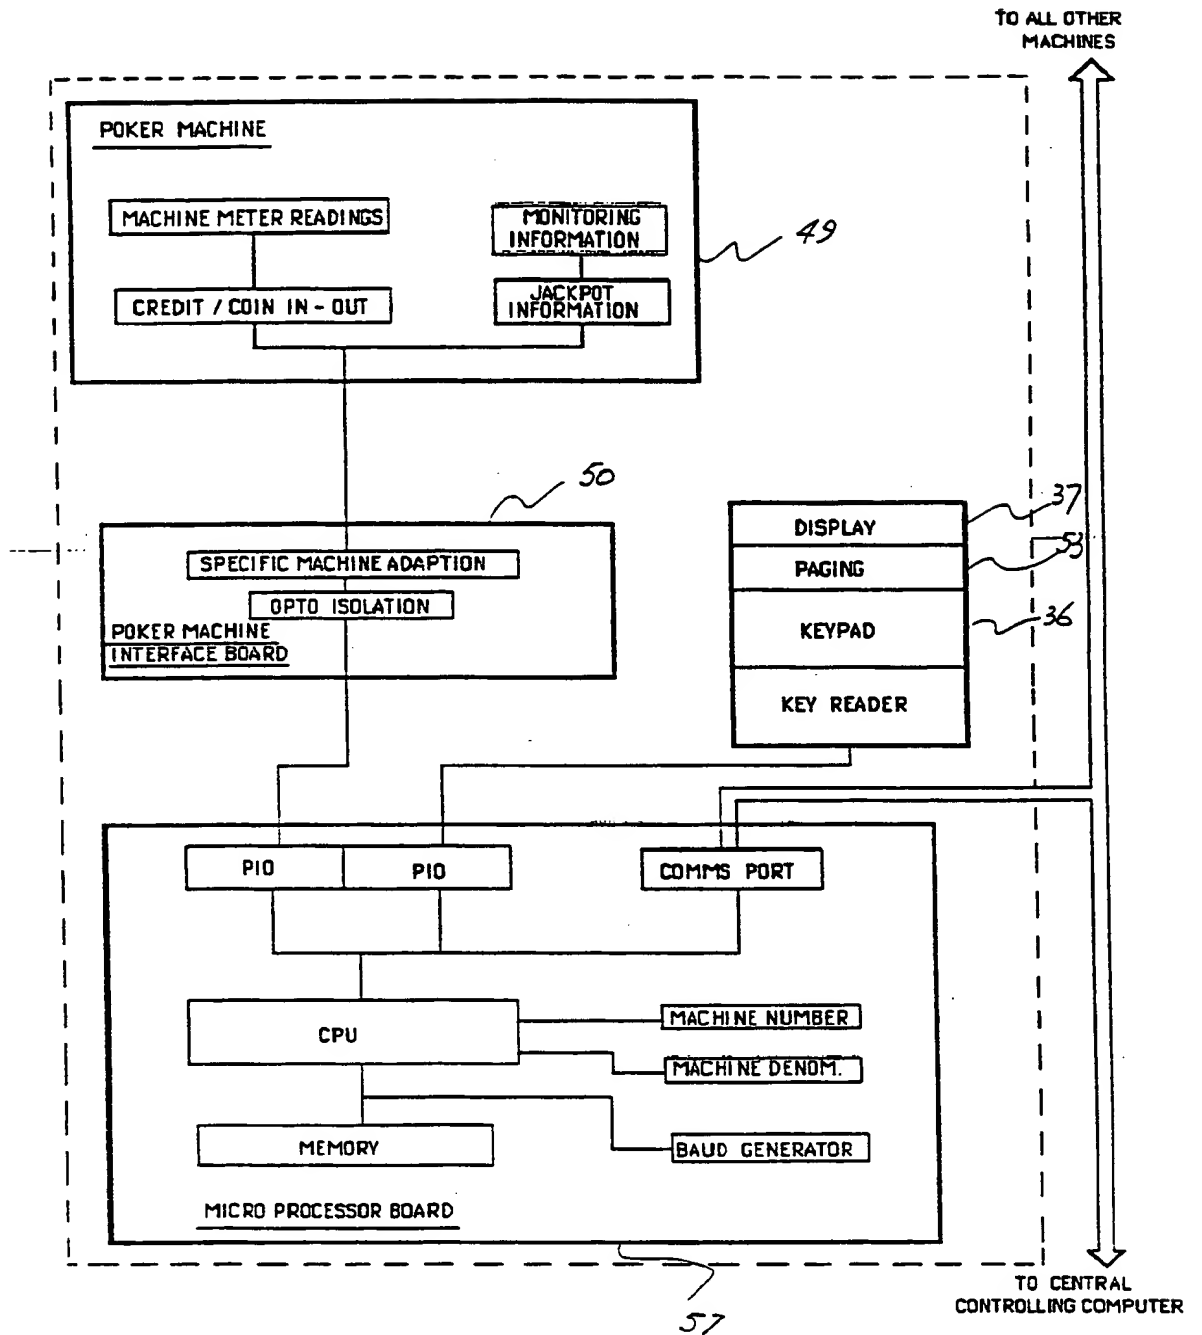 TO ALL OTHER
MACHINES
POKER MACHINE
MACHINE METER READINGS
MONITORING
INFORMATION
49
CREDIT / COIN IN - OUT
JACKPOT
INFORMATION
50
SPECIFIC MACHINE ADAPTION
OPTO ISOLATION
POKER MACHINE
INTERFACE BOARD
DISPLAY
37
PAGING
53
KEYPAD
36
KEY READER
PIO
PIO
COMMS PORT
CPU
MACHINE NUMBER
MACHINE DENOM.
MEMORY
BAUD GENERATOR
MICRO PROCESSOR BOARD
57
TO CENTRAL
CONTROLLING COMPUTER